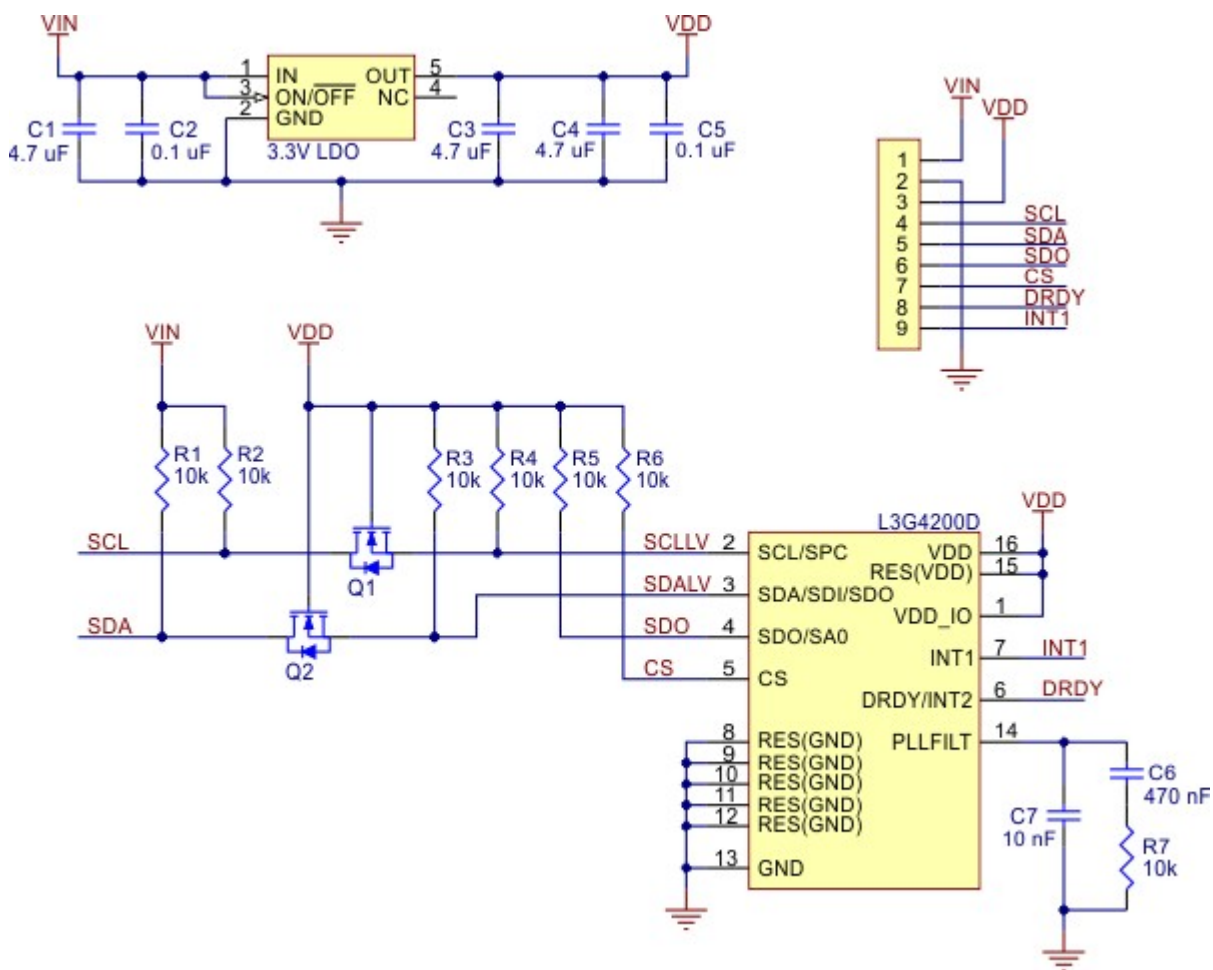 VIN
VDD
1 IN OUT 5
3 ON/OFF NC 4
2 GND
C1
4.7 uF
C2
0.1 uF
3.3V LDO
C3
4.7 uF
C4
4.7 uF
C5
0.1 uF
VIN
VDD
1
2
3
4 SCL
5 SDA
6 SDO
7 CS
8 DRDY
9 INT1
VIN
VDD
R1
10k
R2
10k
R3
10k
R4
10k
R5
10k
R6
10k
SCL
Q1
SDA
Q2
L3G4200D
VDD
SCLLV 2 SCL/SPC
SDALV 3 SDA/SDI/SDO
SDO 4 SDO/SA0
CS 5 CS
8 RES(GND)
9 RES(GND)
10 RES(GND)
11 RES(GND)
12 RES(GND)
13 GND
VDD 16
RES(VDD) 15
VDD_IO 1
INT1 7 INT1
DRDY/INT2 6 DRDY
PLLFILT 14
C6
470 nF
C7
10 nF
R7
10k